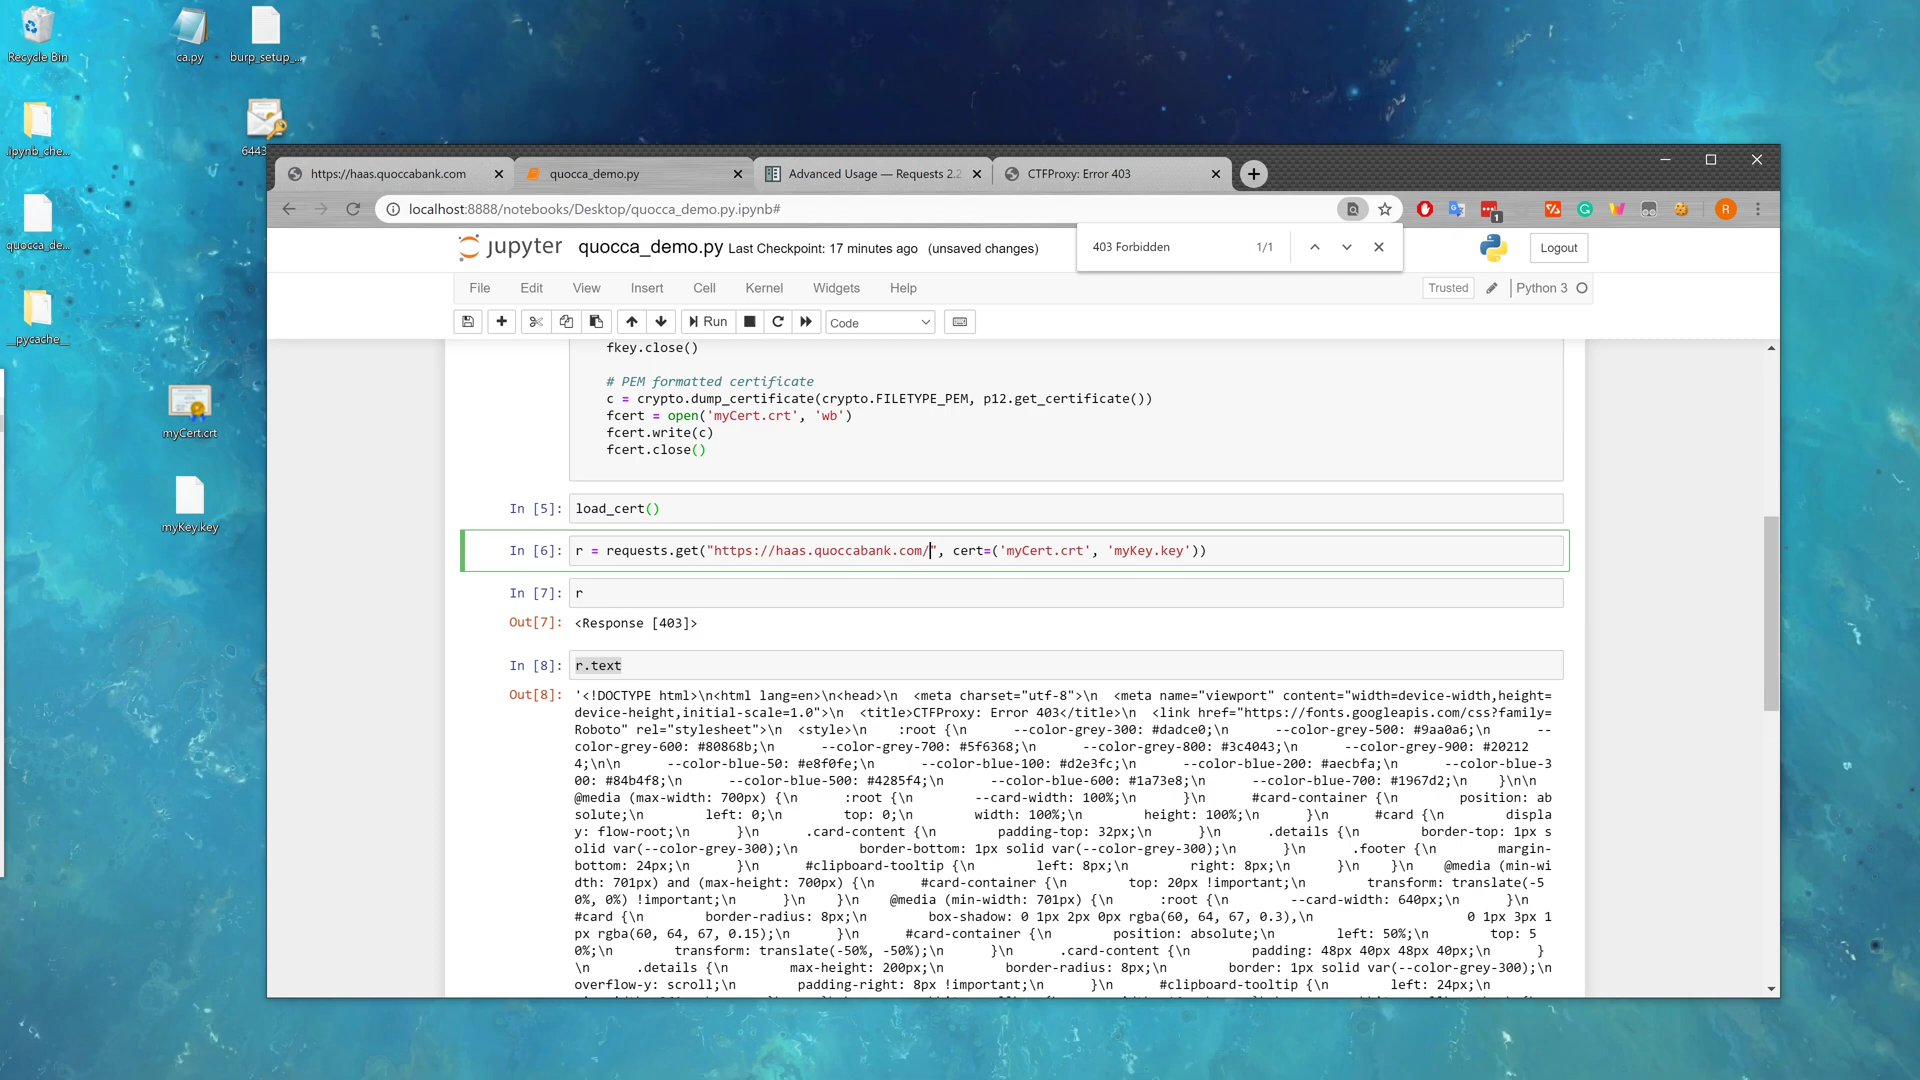 Recycle Bin
ca.py
burp_setup_...
.ipynb_che...
6443
quocca_de...
__pycache__
myCert.crt
myKey.key
https://haas.quoccabank.com
quocca_demo.py
Advanced Usage — Requests 2.2
CTFProxy: Error 403
localhost:8888/notebooks/Desktop/quocca_demo.py.ipynb#
1
R
403 Forbidden 1/1
jupyter quocca_demo.py Last Checkpoint: 17 minutes ago (unsaved changes)
Logout
File Edit View Insert Cell Kernel Widgets Help
Trusted Python 3
Run Code
fkey.close()
# PEM formatted certificate
c = crypto.dump_certificate(crypto.FILETYPE_PEM, p12.get_certificate())
fcert = open('myCert.crt', 'wb')
fcert.write(c)
fcert.close()
In [5]: load_cert()
In [6]: r = requests.get("https://haas.quoccabank.com/", cert=('myCert.crt', 'myKey.key'))
In [7]: r
Out[7]: <Response [403]>
In [8]: r.text
Out[8]: '<!DOCTYPE html>\n<html lang=en>\n<head>\n  <meta charset="utf-8">\n  <meta name="viewport" content="width=device-width,height=
device-height,initial-scale=1.0">\n  <title>CTFProxy: Error 403</title>\n  <link href="https://fonts.googleapis.com/css?family=
Roboto" rel="stylesheet">\n  <style>\n    :root {\n      --color-grey-300: #dadce0;\n      --color-grey-500: #9aa0a6;\n      --
color-grey-600: #80868b;\n      --color-grey-700: #5f6368;\n      --color-grey-800: #3c4043;\n      --color-grey-900: #20212
4;\n\n      --color-blue-50: #e8f0fe;\n      --color-blue-100: #d2e3fc;\n      --color-blue-200: #aecbfa;\n      --color-blue-3
00: #84b4f8;\n      --color-blue-500: #4285f4;\n      --color-blue-600: #1a73e8;\n      --color-blue-700: #1967d2;\n    }\n\n
@media (max-width: 700px) {\n      :root {\n        --card-width: 100%;\n      }\n      #card-container {\n        position: ab
solute;\n        left: 0;\n        top: 0;\n        width: 100%;\n        height: 100%;\n      }\n      #card {\n        displa
y: flow-root;\n      }\n      .card-content {\n        padding-top: 32px;\n      }\n      .details {\n        border-top: 1px s
olid var(--color-grey-300);\n        border-bottom: 1px solid var(--color-grey-300);\n      }\n      .footer {\n        margin-
bottom: 24px;\n      }\n      #clipboard-tooltip {\n        left: 8px;\n        right: 8px;\n      }\n    }\n    @media (min-wi
dth: 701px) and (max-height: 700px) {\n      #card-container {\n        top: 20px !important;\n        transform: translate(-5
0%, 0%) !important;\n      }\n    }\n    @media (min-width: 701px) {\n      :root {\n        --card-width: 640px;\n      }\n
#card {\n        border-radius: 8px;\n        box-shadow: 0 1px 2px 0px rgba(60, 64, 67, 0.3),\n                    0 1px 3px 1
px rgba(60, 64, 67, 0.15);\n      }\n      #card-container {\n        position: absolute;\n        left: 50%;\n        top: 5
0%;\n        transform: translate(-50%, -50%);\n      }\n      .card-content {\n        padding: 48px 40px 48px 40px;\n      }
\n      .details {\n        max-height: 200px;\n        border-radius: 8px;\n        border: 1px solid var(--color-grey-300);\n
overflow-y: scroll;\n        padding-right: 8px !important;\n      }\n      #clipboard-tooltip {\n        left: 24px;\n